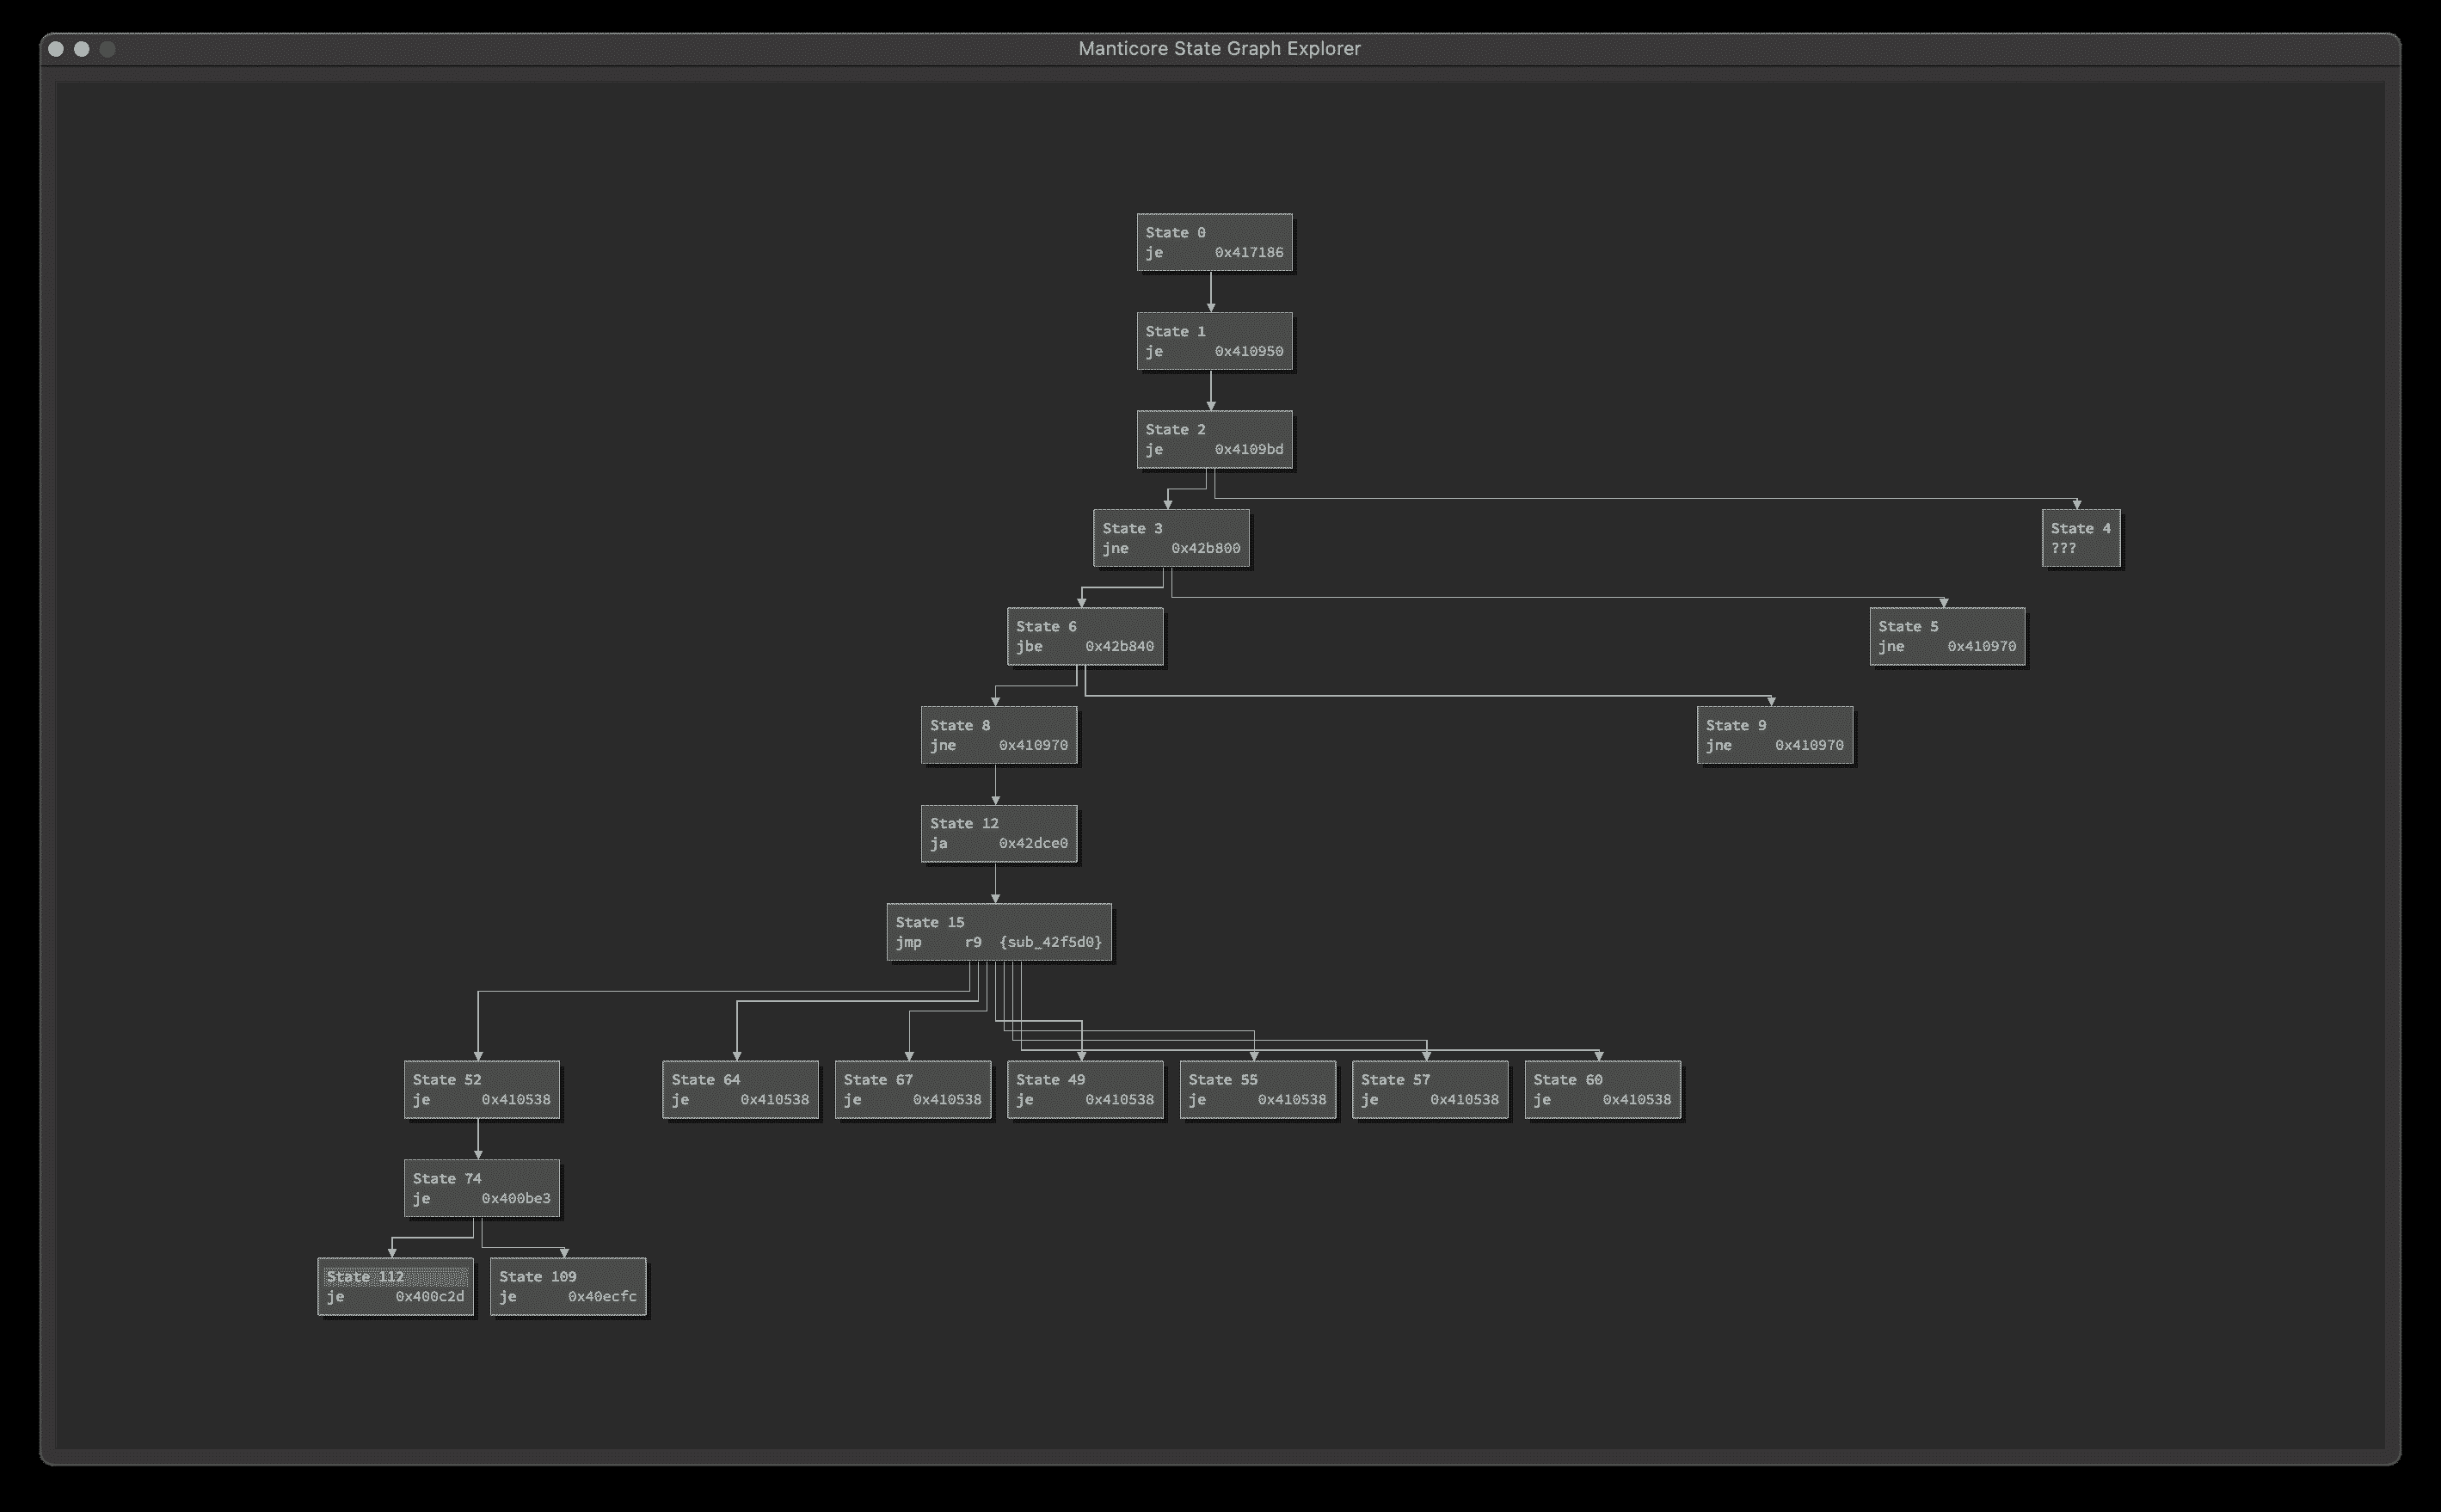 Manticore State Graph Explorer
State 0
je 0x417186
State 1
je 0x410950
State 2
je 0x4109bd
State 3
jne 0x42b800
State 4
???
State 6
jbe 0x42b840
State 5
jne 0x410970
State 8
jne 0x410970
State 9
jne 0x410970
State 12
ja 0x42dce0
State 15
jmp r9 {sub_42f5d0}
State 52
je 0x410538
State 64
je 0x410538
State 67
je 0x410538
State 49
je 0x410538
State 55
je 0x410538
State 57
je 0x410538
State 60
je 0x410538
State 74
je 0x400be3
State 112
je 0x400c2d
State 109
je 0x40ecfc